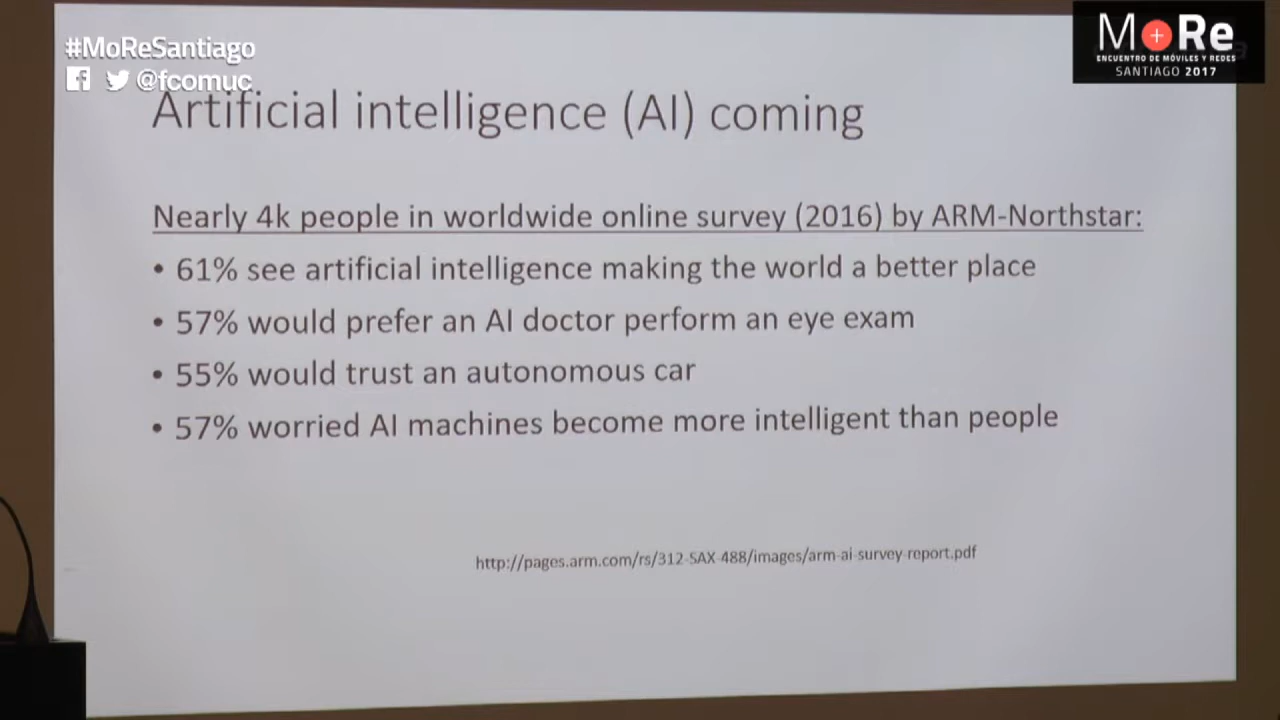 #MoReSantiago
@fcomuc
MoRe
ENCUENTRO DE MÓVILES Y REDES
SANTIAGO 2017
Artificial intelligence (AI) coming
Nearly 4k people in worldwide online survey (2016) by ARM-Northstar:
• 61% see artificial intelligence making the world a better place
• 57% would prefer an AI doctor perform an eye exam
• 55% would trust an autonomous car
• 57% worried AI machines become more intelligent than people
http://pages.arm.com/rs/312-SAX-488/images/arm-ai-survey-report.pdf